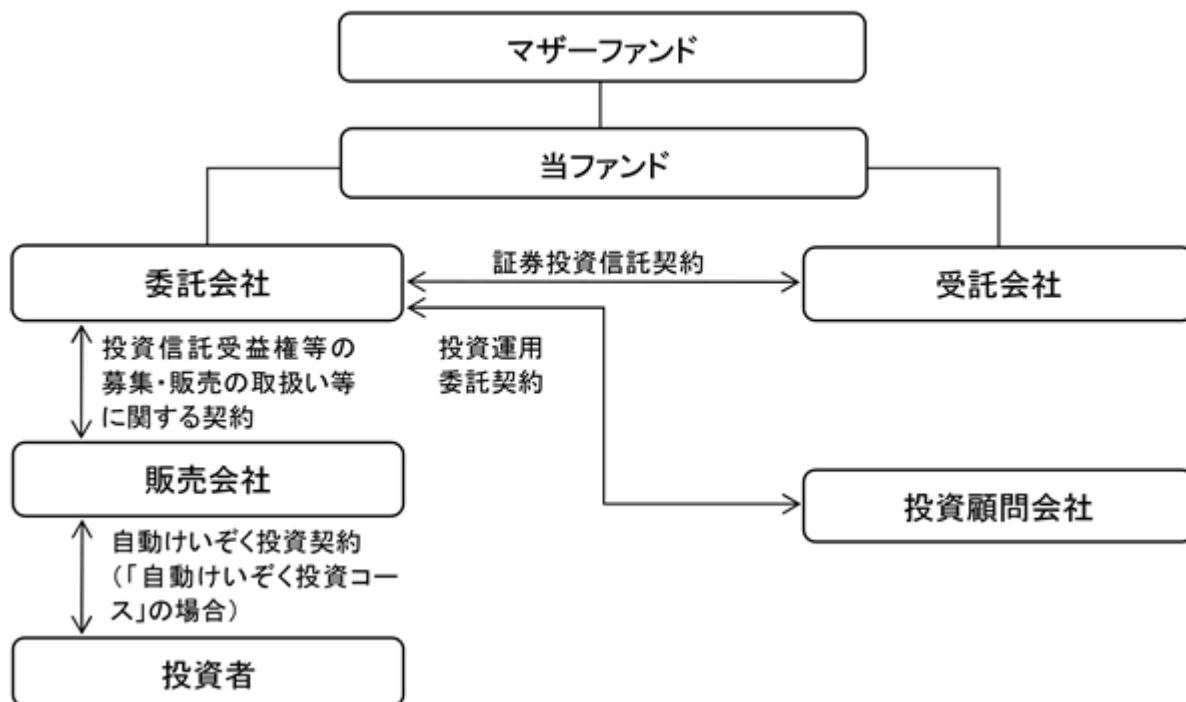 マザーファンド
当ファンド
委託会社
証券投資信託契約
受託会社
投資信託受益権等の
募集・販売の取扱い等
に関する契約
投資運用
委託契約
販売会社
投資顧問会社
自動けいぞく投資契約
(「自動けいぞく投資コー
ス」の場合)
投資者